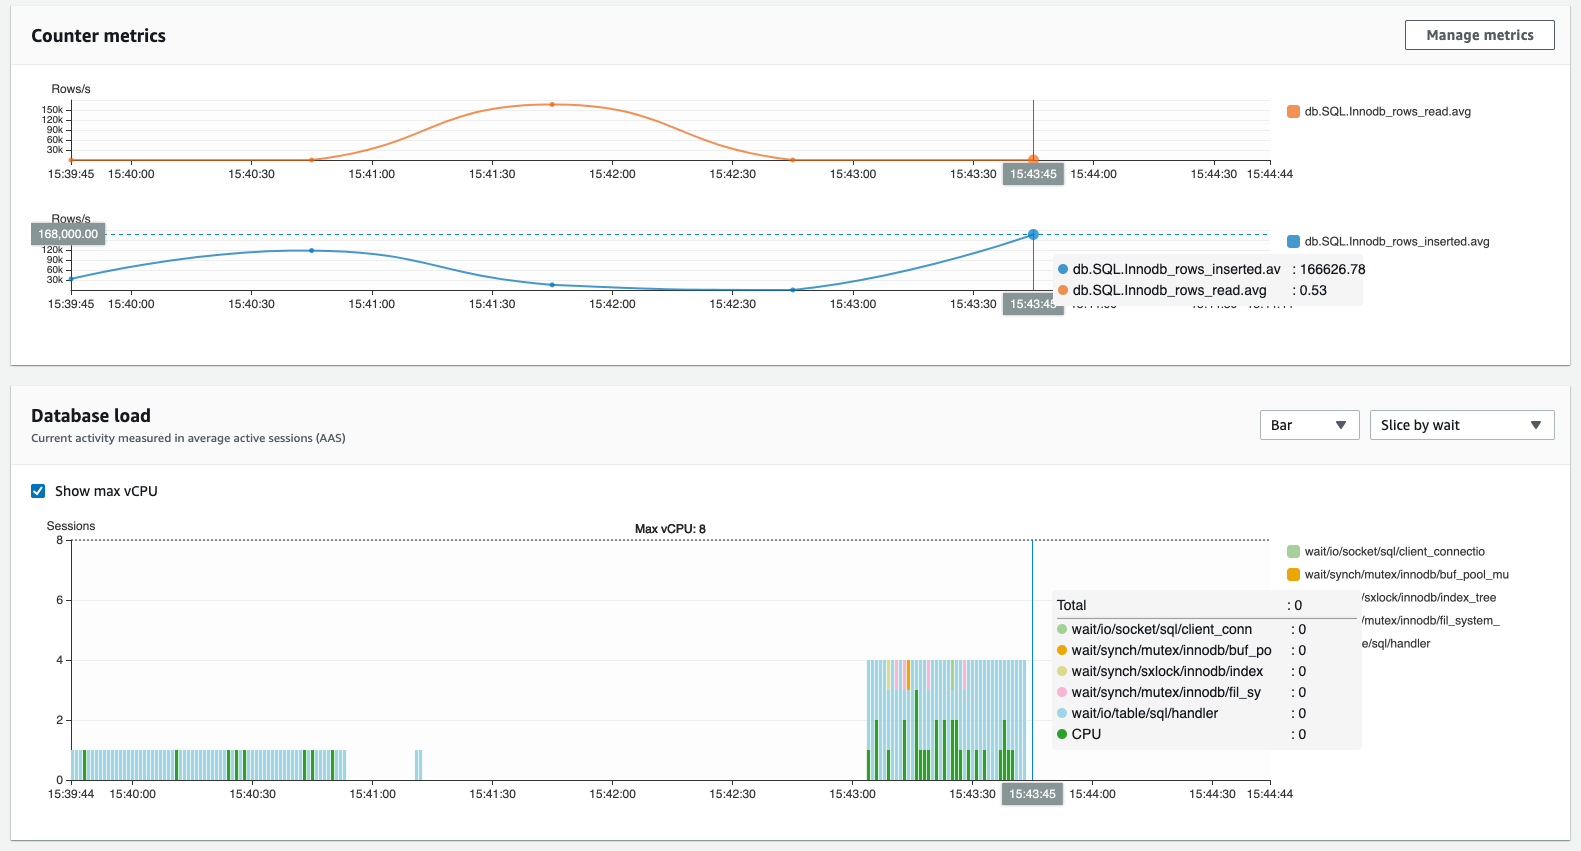 Counter metrics
Manage metrics
Rows/s
150k
120k
90k
60k
30k
db.SQL.Innodb_rows_read.avg
15:39:45 15:40:00 15:40:30 15:41:00 15:41:30 15:42:00 15:42:30 15:43:00 15:43:30 15:43:45 15:44:00 15:44:30 15:44:44
Rows/s
168,000.00
120k
90k
60k
30k
db.SQL.Innodb_rows_inserted.avg
db.SQL.Innodb_rows_inserted.av : 166626.78
db.SQL.Innodb_rows_read.avg : 0.53
15:39:45 15:40:00 15:40:30 15:41:00 15:41:30 15:42:00 15:42:30 15:43:00 15:43:30 15:43:45
Database load
Current activity measured in average active sessions (AAS)
Bar
Slice by wait
Show max vCPU
Sessions
Max vCPU: 8
8
6
4
2
0
wait/io/socket/sql/client_connectio
wait/synch/mutex/innodb/buf_pool_mu
/sxlock/innodb/index_tree
/mutex/innodb/fil_system_
e/sql/handler
Total : 0
wait/io/socket/sql/client_conn : 0
wait/synch/mutex/innodb/buf_po : 0
wait/synch/sxlock/innodb/index : 0
wait/synch/mutex/innodb/fil_sy : 0
wait/io/table/sql/handler : 0
CPU : 0
15:39:44 15:40:00 15:40:30 15:41:00 15:41:30 15:42:00 15:42:30 15:43:00 15:43:30 15:43:45 15:44:00 15:44:30 15:44:44